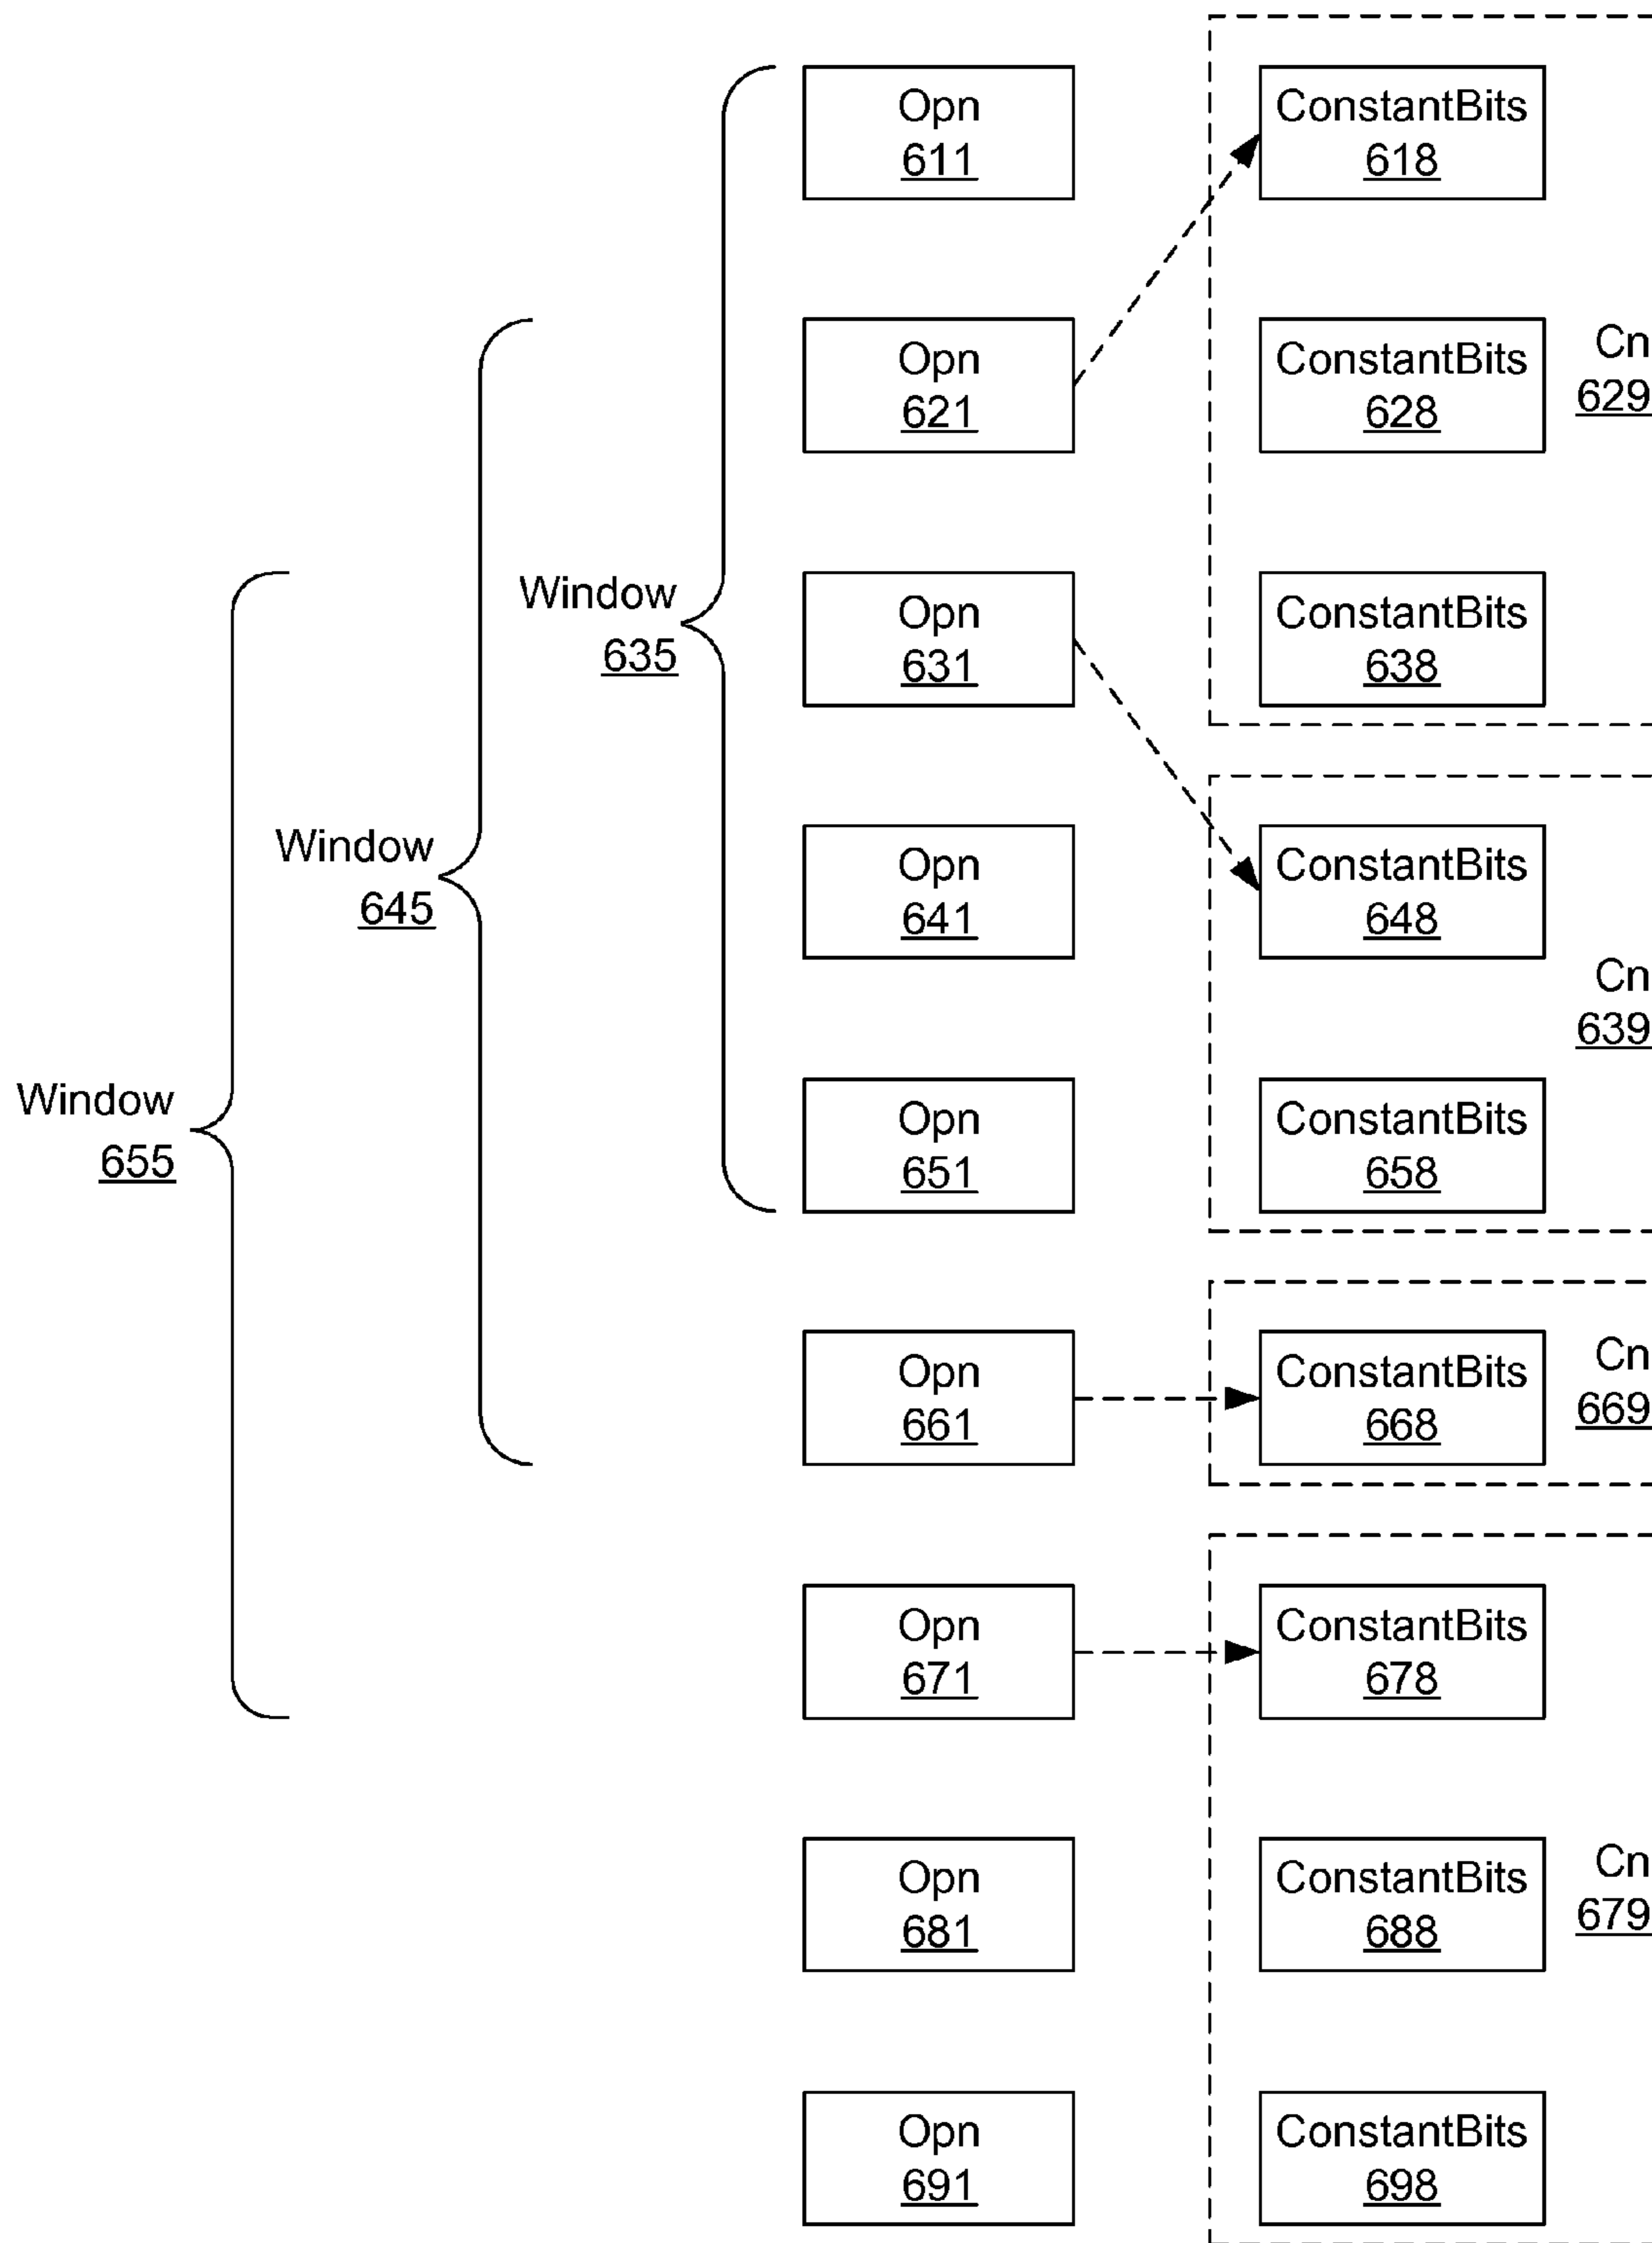 Opn
611
ConstantBits
618
Opn
621
ConstantBits
628
Cn
629
Window
635
Opn
631
ConstantBits
638
Window
645
Opn
641
ConstantBits
648
Cn
639
Window
655
Opn
651
ConstantBits
658
Opn
661
ConstantBits
668
Cn
669
Opn
671
ConstantBits
678
Opn
681
ConstantBits
688
Cn
679
Opn
691
ConstantBits
698